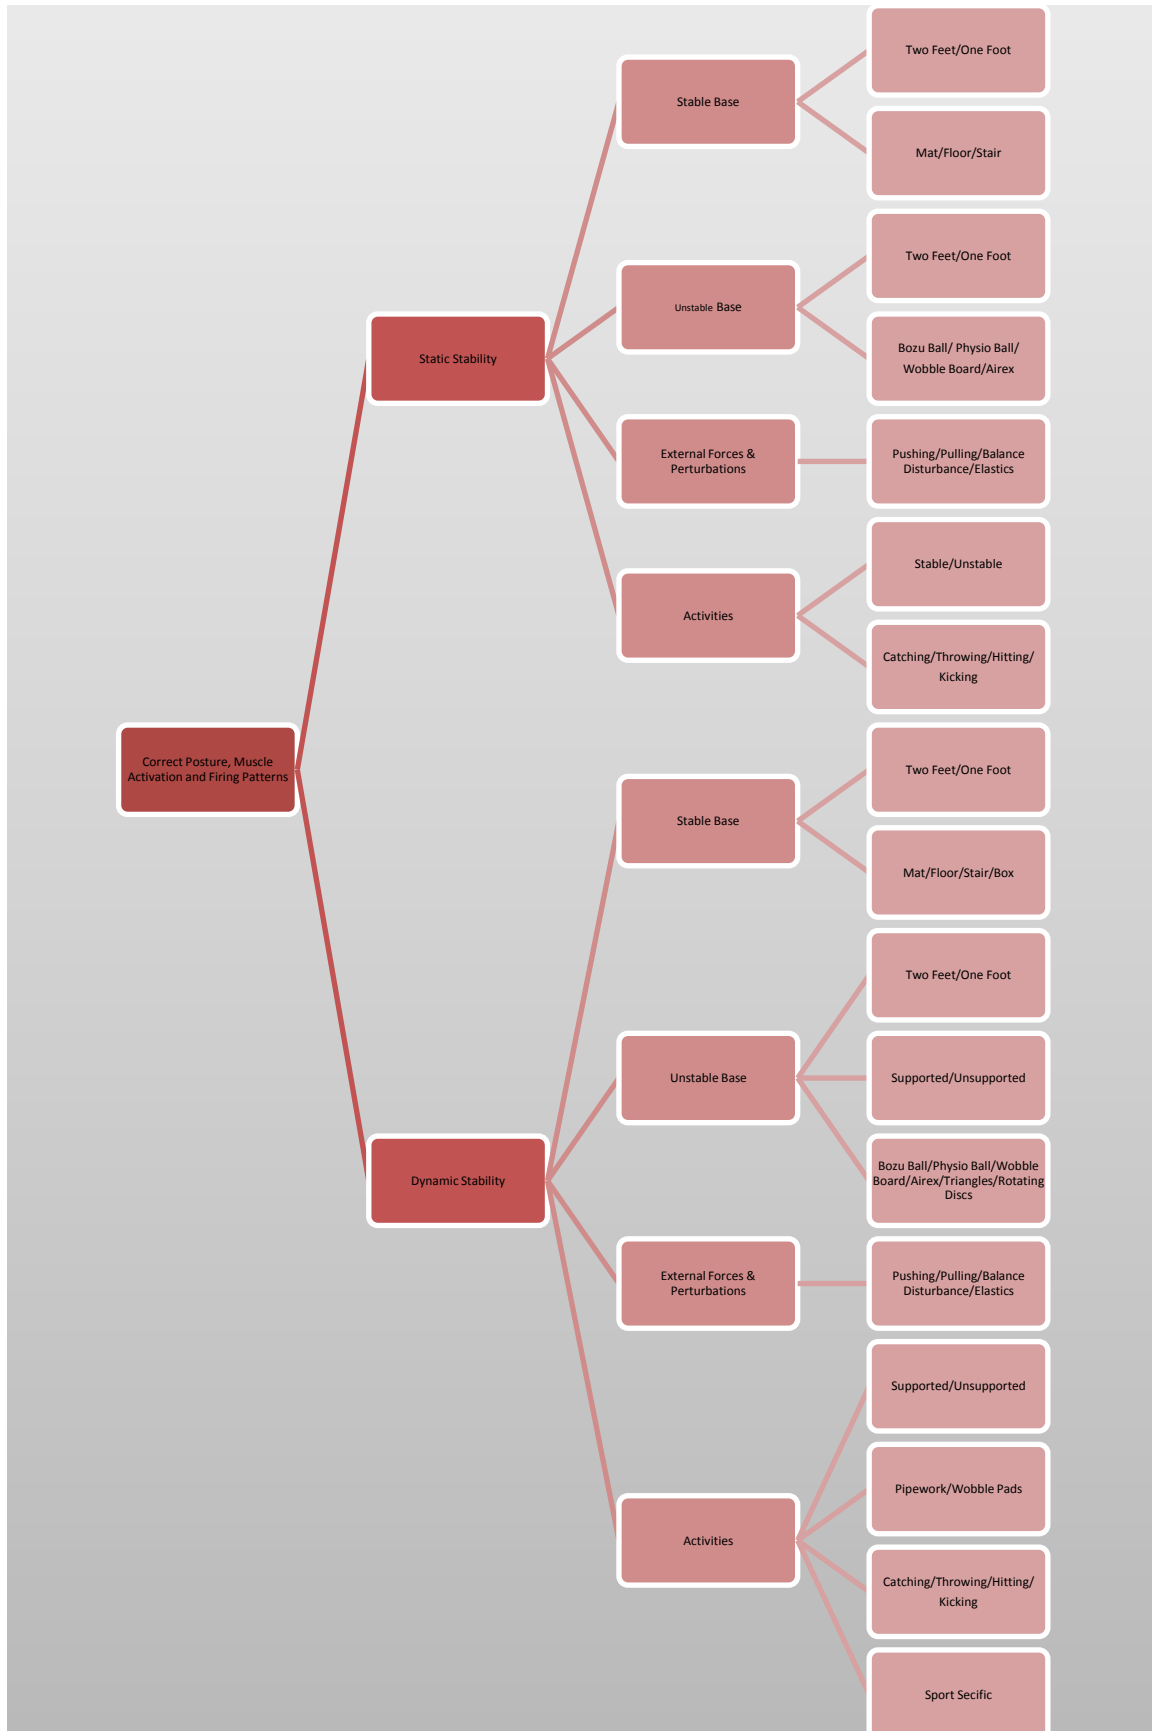 Correct Posture, Muscle
Activation and Firing Patterns
Static Stability
Stable Base
Two Feet/One Foot
Mat/Floor/Stair
Unstable Base
Two Feet/One Foot
Bozu Ball/ Physio Ball/
Wobble Board/Airex
External Forces &
Perturbations
Pushing/Pulling/Balance
Disturbance/Elastics
Activities
Stable/Unstable
Catching/Throwing/Hitting/
Kicking
Dynamic Stability
Stable Base
Two Feet/One Foot
Mat/Floor/Stair/Box
Unstable Base
Two Feet/One Foot
Supported/Unsupported
Bozu Ball/Physio Ball/Wobble
Board/Airex/Triangles/Rotating
Discs
External Forces &
Perturbations
Pushing/Pulling/Balance
Disturbance/Elastics
Activities
Supported/Unsupported
Pipework/Wobble Pads
Catching/Throwing/Hitting/
Kicking
Sport Secific